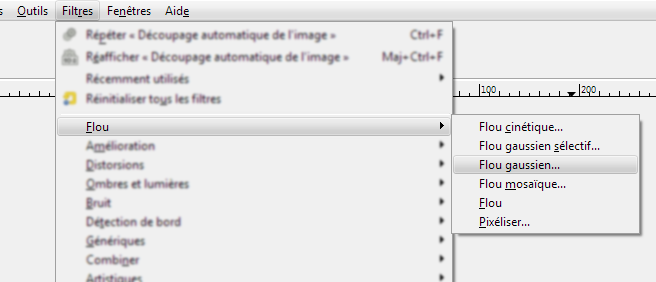 Outils Filtres Fenêtres Aide
Répéter « Découpage automatique de l'image » Ctrl+F
Réafficher « Découpage automatique de l'image » Maj+Ctrl+F
Récemment utilisés
Réinitialiser tous les filtres
100 200
Flou
Flou cinétique...
Amélioration
Flou gaussien sélectif...
Distorsions
Flou gaussien...
Ombres et lumières
Flou mosaïque...
Bruit
Flou
Détection de bord
Pixéliser...
Génériques
Combiner
Artistiques